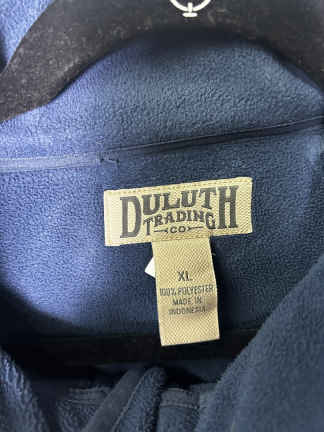 DULUTH
TRADING
CO
XL
100% POLYESTER
MADE IN
INDONESIA